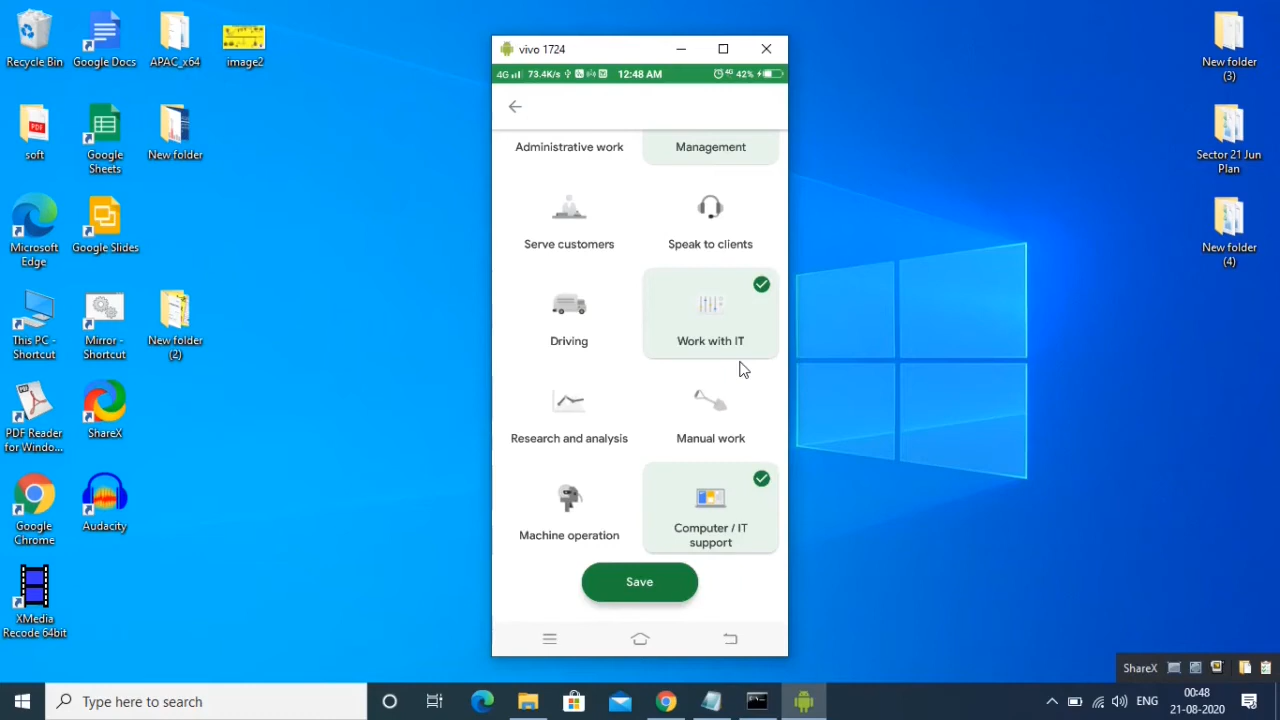 Recycle Bin
Google Docs
APAC_x64
image2
soft
Google
Sheets
New folder
Microsoft
Edge
Google Slides
This PC -
Shortcut
Mirror -
Shortcut
New folder
(2)
PDF Reader
for Windo...
ShareX
Google
Chrome
Audacity
XMedia
Recode 64bit
vivo 1724
4G 73.4K/s 12:48 AM 4G 42%
Administrative work
Management
Serve customers
Speak to clients
Driving
Work with IT
Research and analysis
Manual work
Machine operation
Computer / IT
support
Save
New folder
(3)
Sector 21 Jun
Plan
New folder
(4)
ShareX
Type here to search
ENG
00:48
21-08-2020